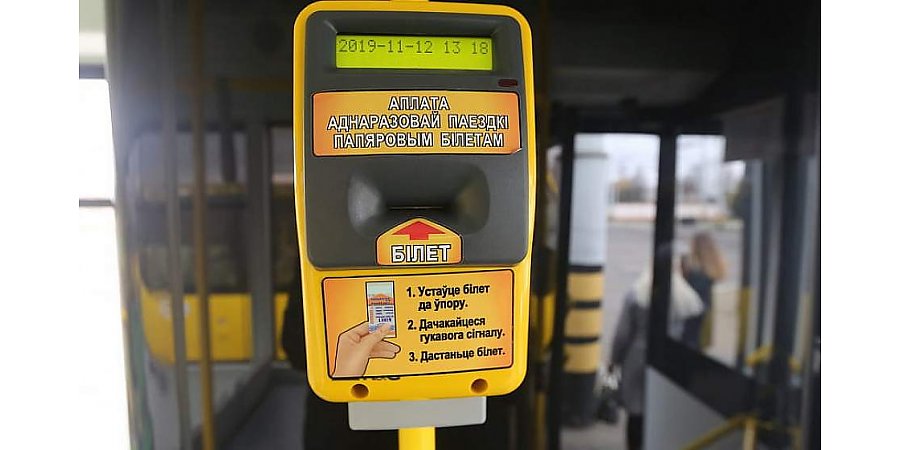 2019-11-12 13 18
АПЛАТА
АДНАРАЗОВАЙ ПАЕЗДКІ
ПАПЯРОВЫМ БІЛЕТАМ
БІЛЕТ
1. Устаўце білет
да ўпору.
2. Дачакайцеся
гукавога сігналу.
3. Дастаньце білет.